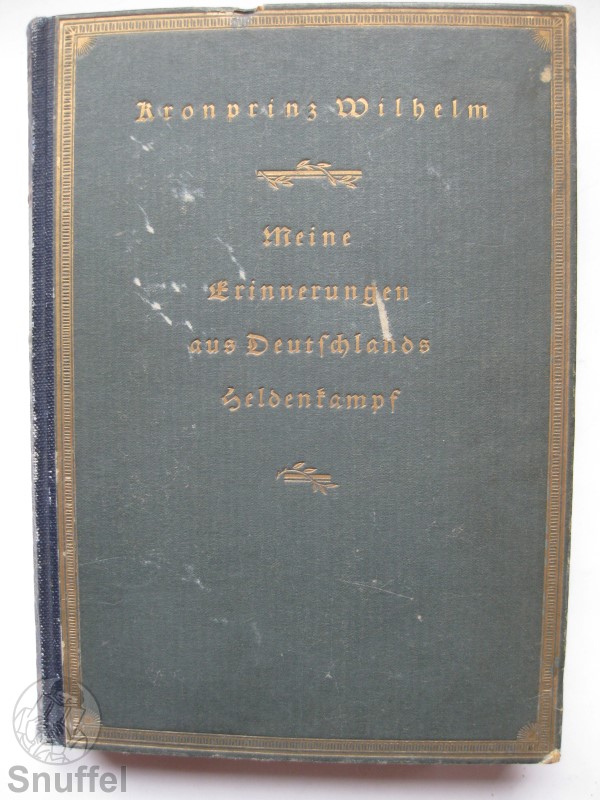 Kronprinz Wilhelm
Meine
Erinnerungen
aus Deutſchlands
Heldenkampf
Snuffel